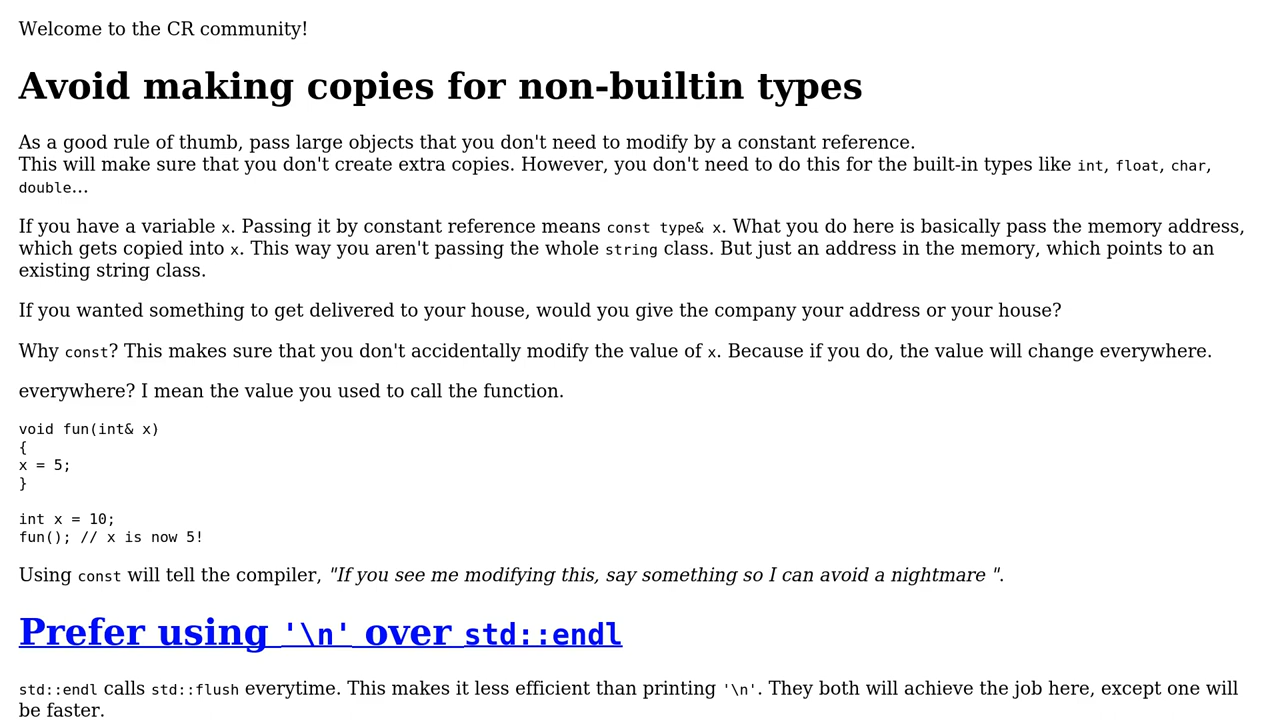 Welcome to the CR community!
Avoid making copies for non-builtin types
As a good rule of thumb, pass large objects that you don't need to modify by a constant reference.
This will make sure that you don't create extra copies. However, you don't need to do this for the built-in types like int, float, char,
double...
If you have a variable x. Passing it by constant reference means const type& x. What you do here is basically pass the memory address,
which gets copied into x. This way you aren't passing the whole string class. But just an address in the memory, which points to an
existing string class.
If you wanted something to get delivered to your house, would you give the company your address or your house?
Why const? This makes sure that you don't accidentally modify the value of x. Because if you do, the value will change everywhere.
everywhere? I mean the value you used to call the function.
void fun(int& x)
{
x = 5;
}
int x = 10;
fun(); // x is now 5!
Using const will tell the compiler, "If you see me modifying this, say something so I can avoid a nightmare ".
Prefer using '\n' over std::endl
std::endl calls std::flush everytime. This makes it less efficient than printing '\n'. They both will achieve the job here, except one will
be faster.